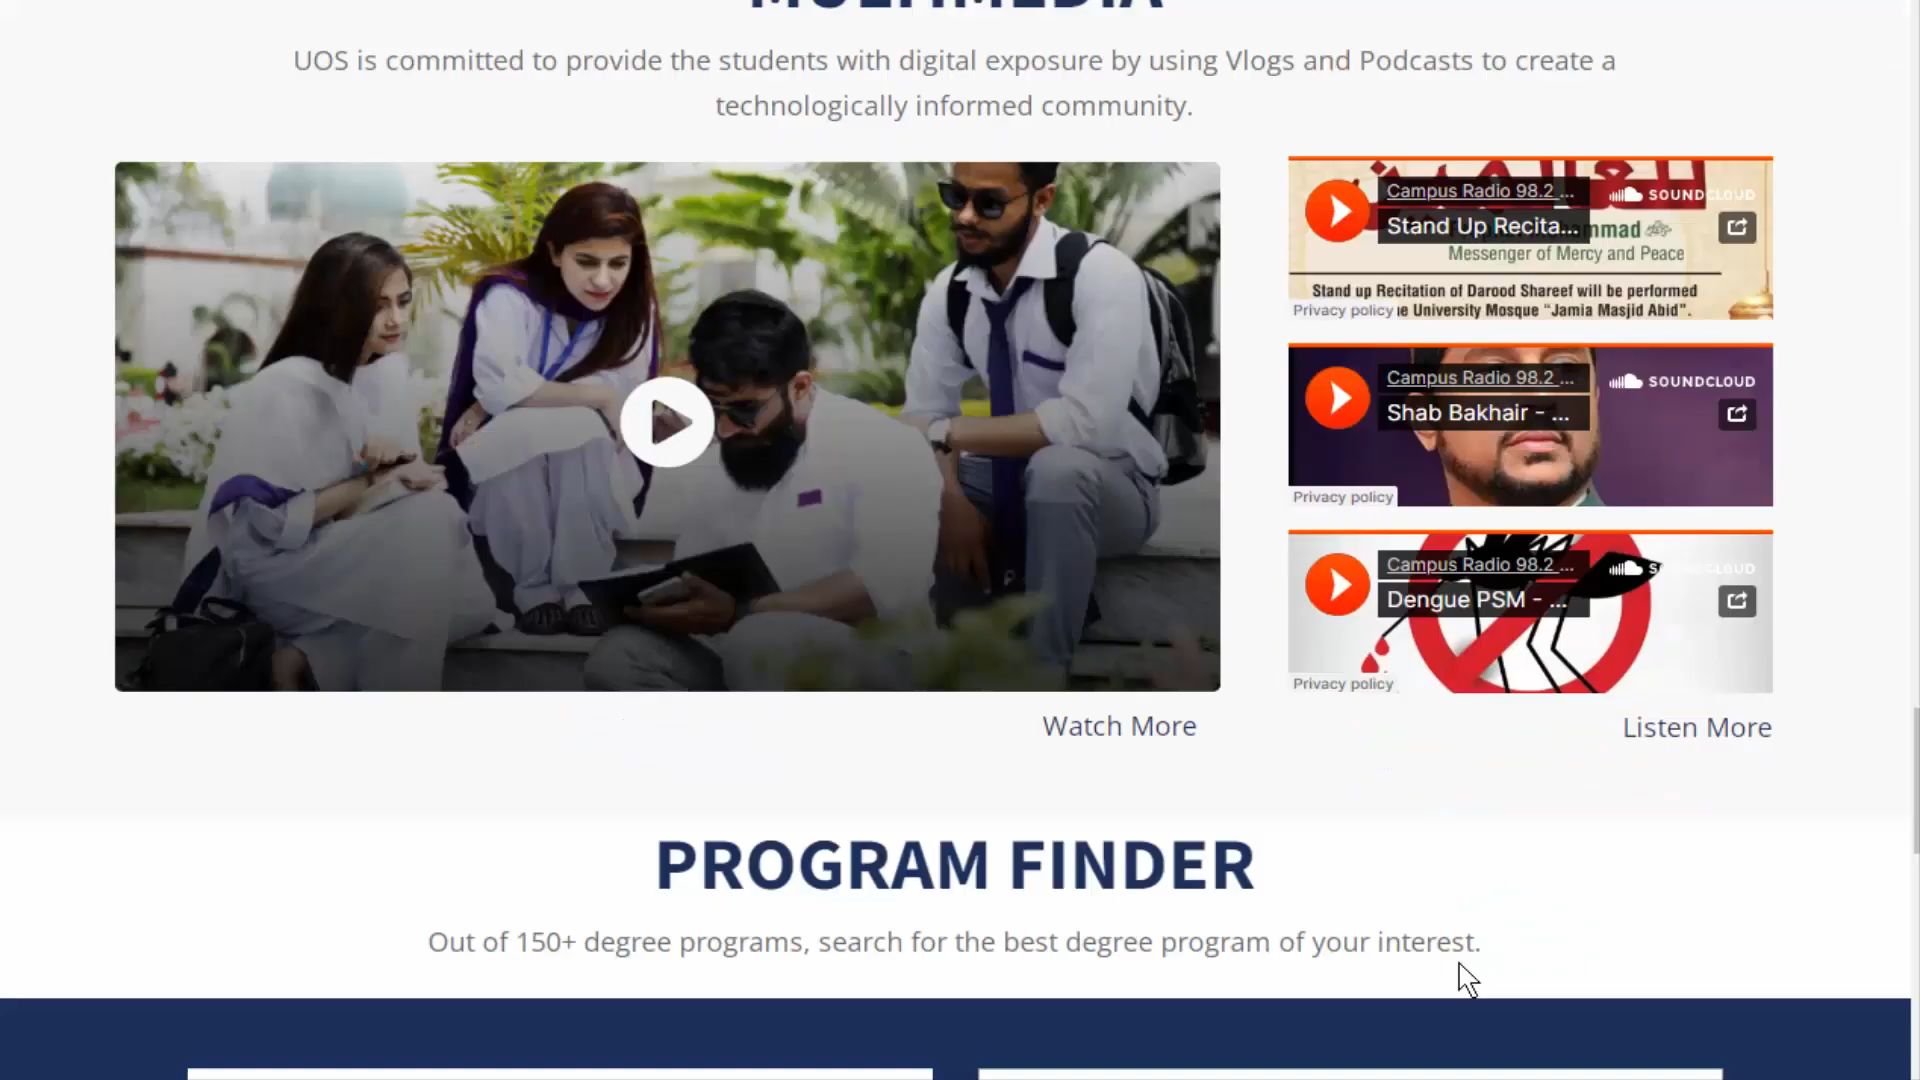 MULTIMEDIA
UOS is committed to provide the students with digital exposure by using Vlogs and Podcasts to create a
technologically informed community.
Campus Radio 98.2 ...
SOUNDCLOUD
Stand Up Recita...
Messenger of Mercy and Peace
Stand up Recitation of Darood Shareef will be performed
University Mosque "Jamia Masjid Abid".
Privacy policy
Campus Radio 98.2 ...
SOUNDCLOUD
Shab Bakhair - ...
Privacy policy
Campus Radio 98.2 ...
SOUNDCLOUD
Dengue PSM - ...
Privacy policy
Watch More
Listen More
PROGRAM FINDER
Out of 150+ degree programs, search for the best degree program of your interest.